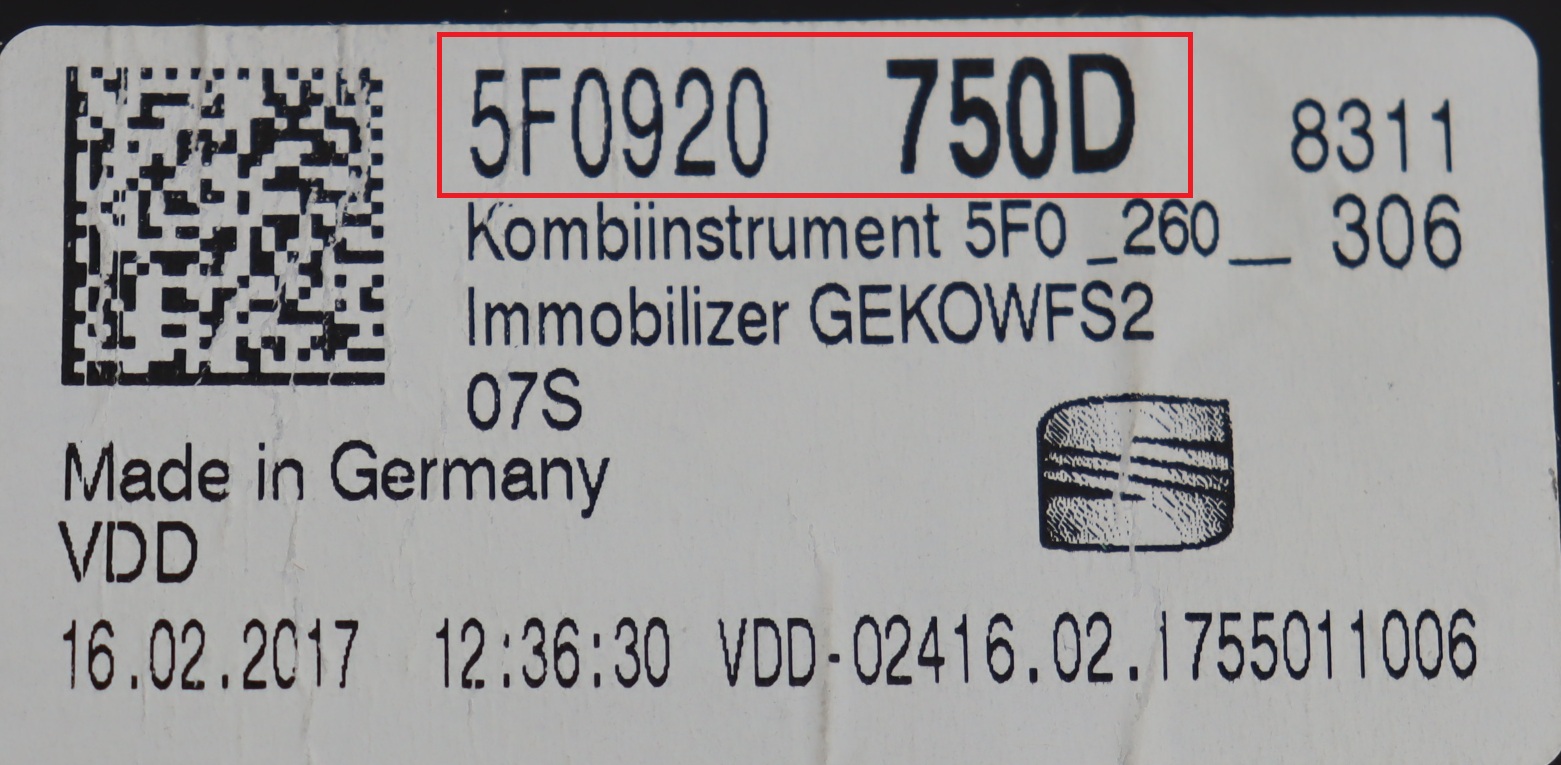 5F0920 750D 8311
Kombiinstrument 5F0 _260__ 306
Immobilizer GEKOWFS2
07S
Made in Germany
VDD
16.02.2017 12:36:30 VDD-02416.02.1755011006